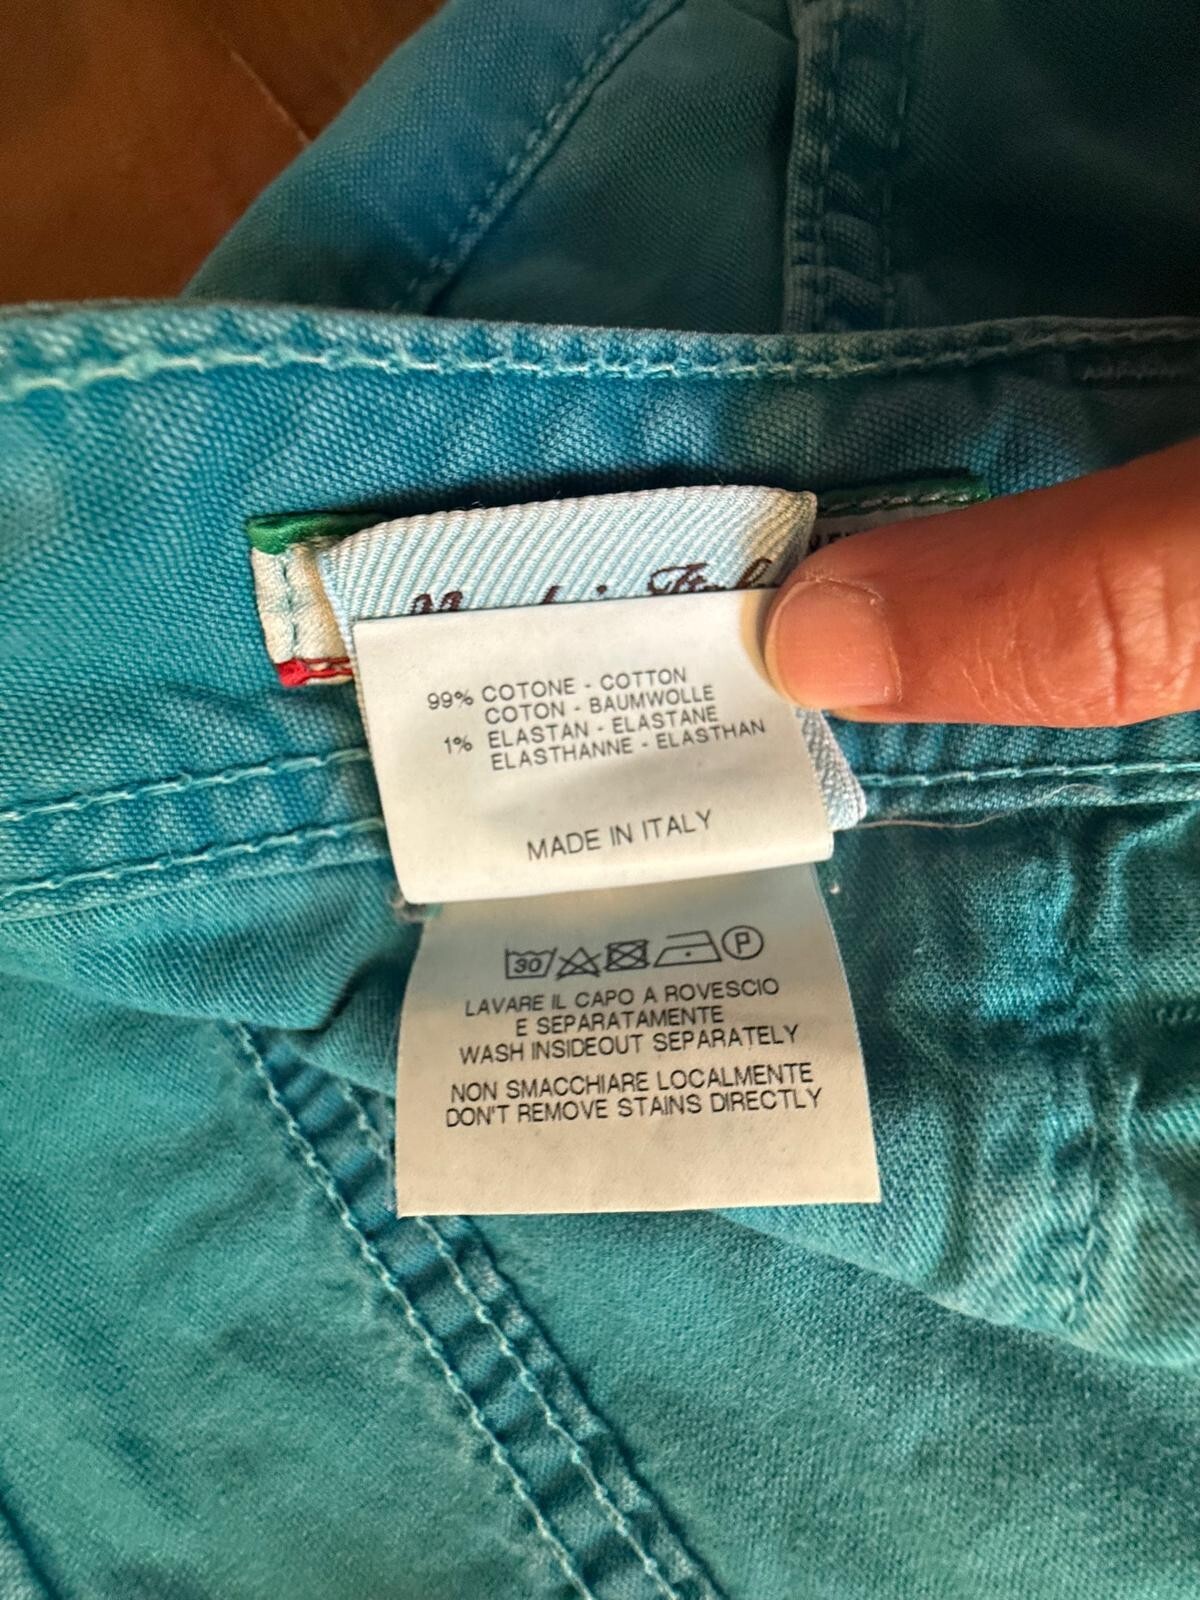 99% COTONE - COTTON
COTON - BAUMWOLLE
1% ELASTAN - ELASTANE
ELASTHANNE - ELASTHAN
MADE IN ITALY
30 P
LAVARE IL CAPO A ROVESCIO
E SEPARATAMENTE
WASH INSIDEOUT SEPARATELY
NON SMACCHIARE LOCALMENTE
DON'T REMOVE STAINS DIRECTLY